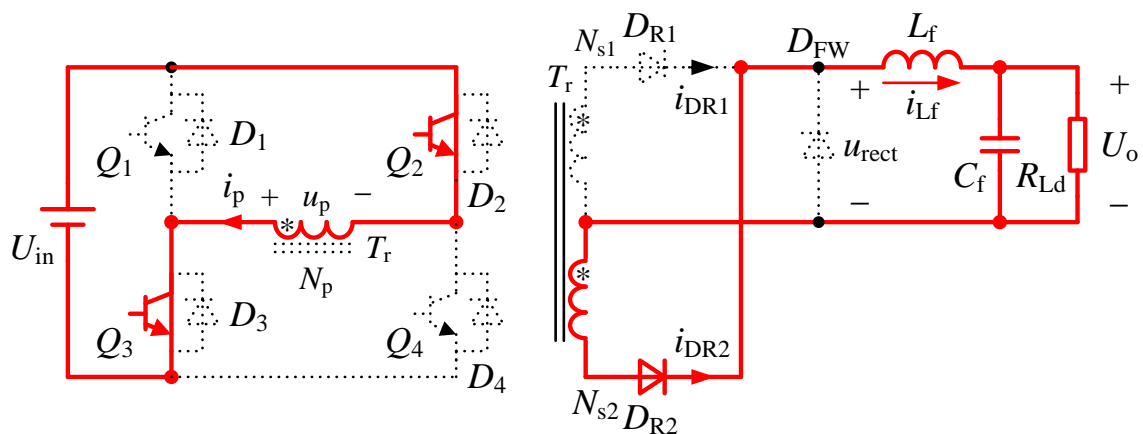 N_s1 D_R1 D_FW L_f
T_r
* i_DR1 + i_Lf +
D_1 Q_1 Q_2 D_2
u_rect C_f R_Ld U_o
i_p + u_p − − −
U_in * T_r
N_p
*
Q_3 D_3 Q_4 D_4
i_DR2
N_s2 D_R2